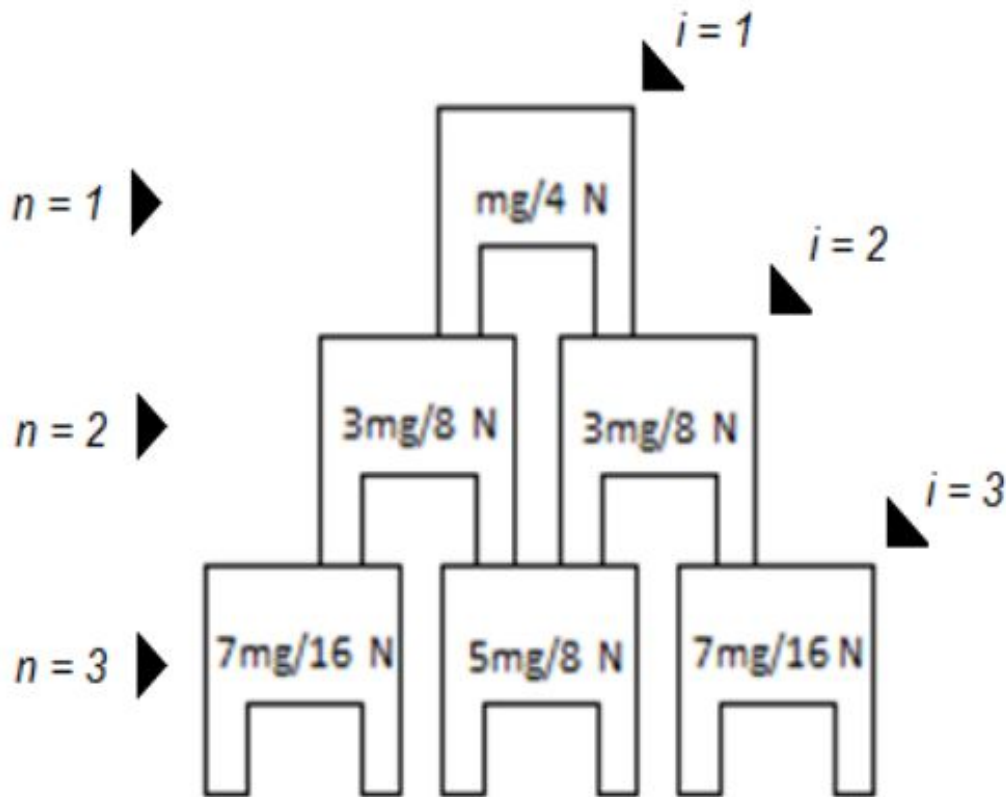 i = 1
n = 1
mg/4 N
i = 2
n = 2
3mg/8 N
3mg/8 N
i = 3
n = 3
7mg/16 N
5mg/8 N
7mg/16 N